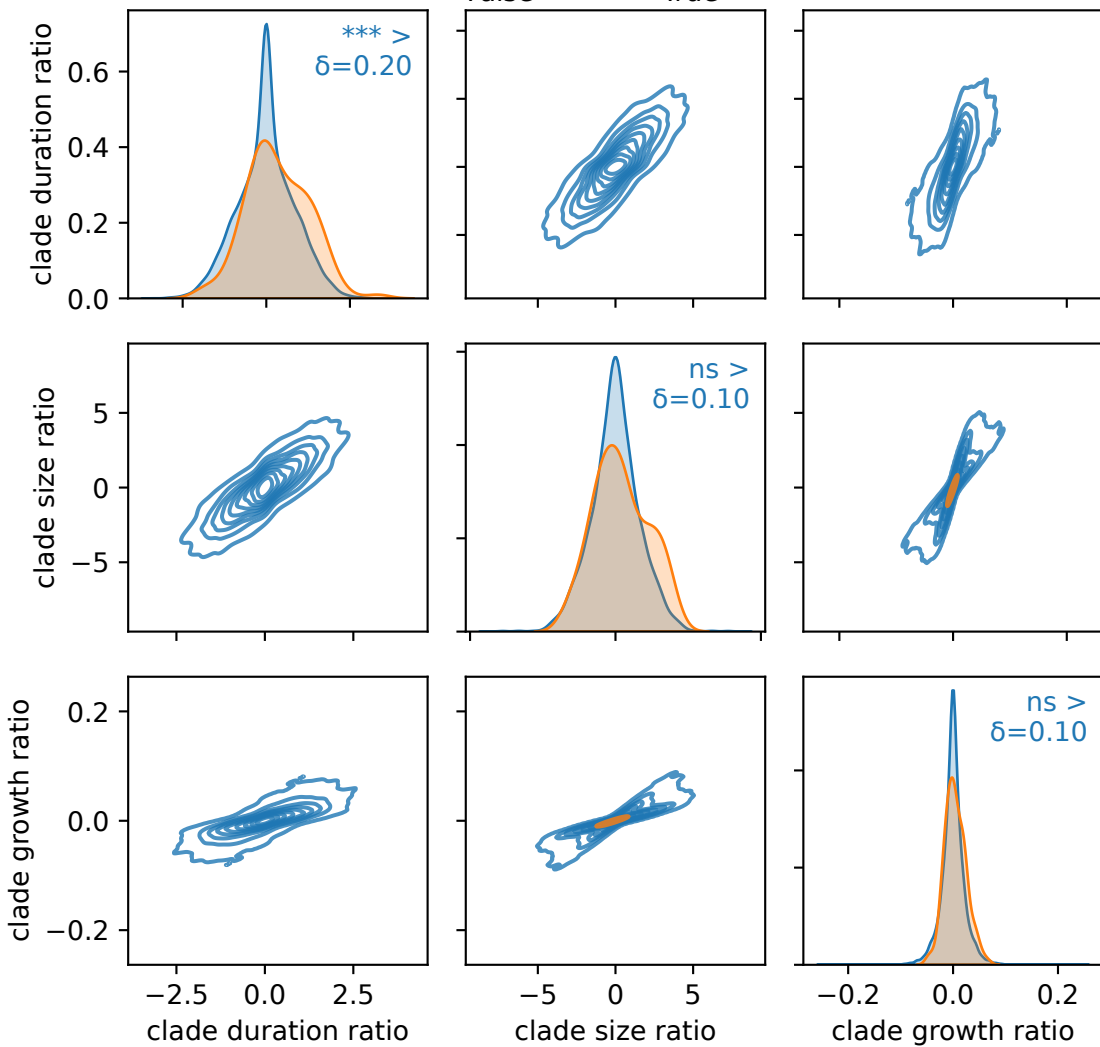 *** >
δ=0.20
clade duration ratio
0.6
0.4
0.2
0.0
ns >
δ=0.10
clade size ratio
5
0
−5
ns >
δ=0.10
clade growth ratio
0.2
0.0
−0.2
−2.5 0.0 2.5 −5 0 5 −0.2 0.0 0.2
clade duration ratio clade size ratio clade growth ratio